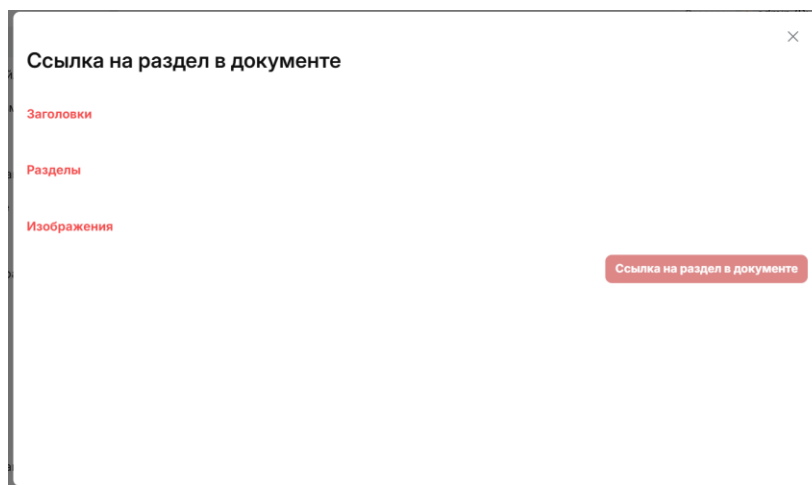 Ссылка на раздел в документе
Заголовки
Разделы
Изображения
Ссылка на раздел в документе